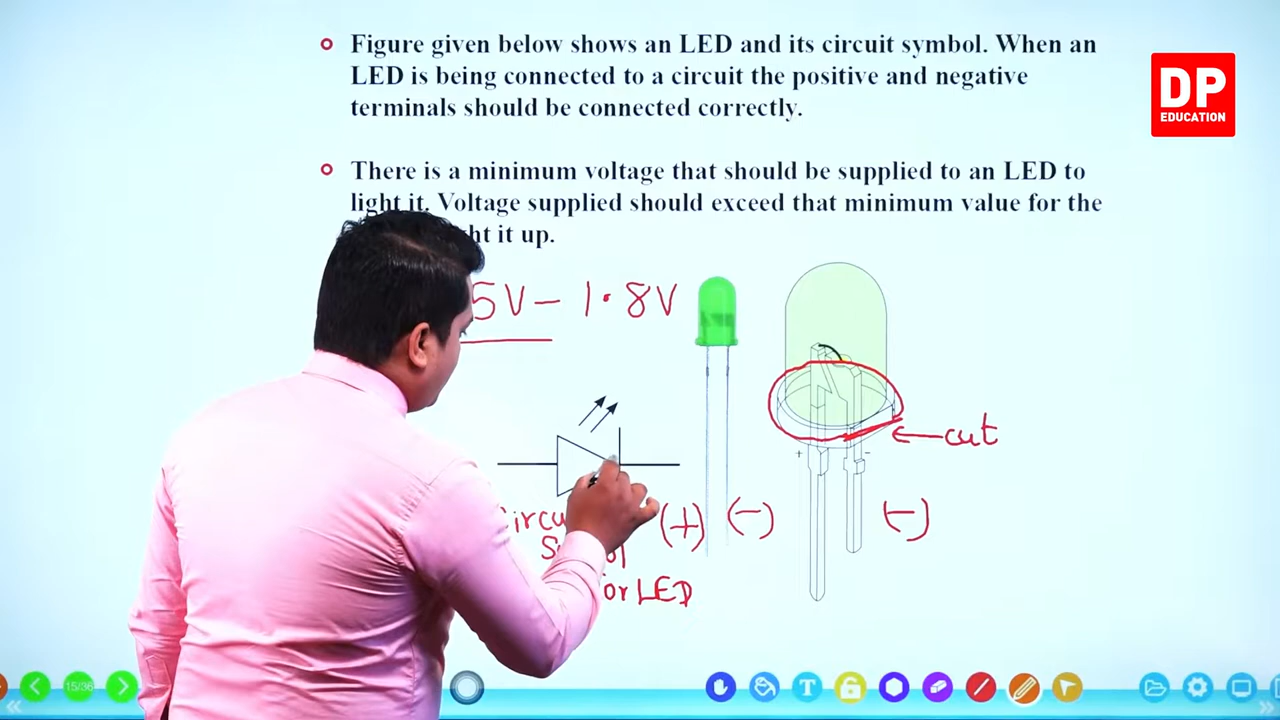 Figure given below shows an LED and its circuit symbol. When an
LED is being connected to a circuit the positive and negative
terminals should be connected correctly.
DP
EDUCATION
There is a minimum voltage that should be supplied to an LED to
light it. Voltage supplied should exceed that minimum value for the
it up.
5V - 1.8V
← cut
+ -
(+) (-) (-)
for LED
15/36